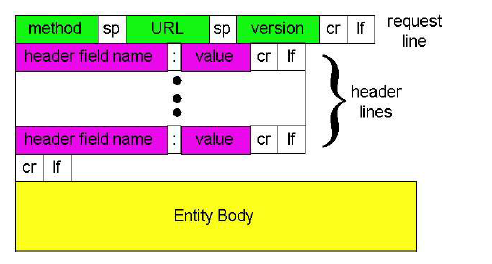 method sp URL sp version cr lf
request line
header field name : value cr lf
header lines
header field name : value cr lf
cr lf
Entity Body